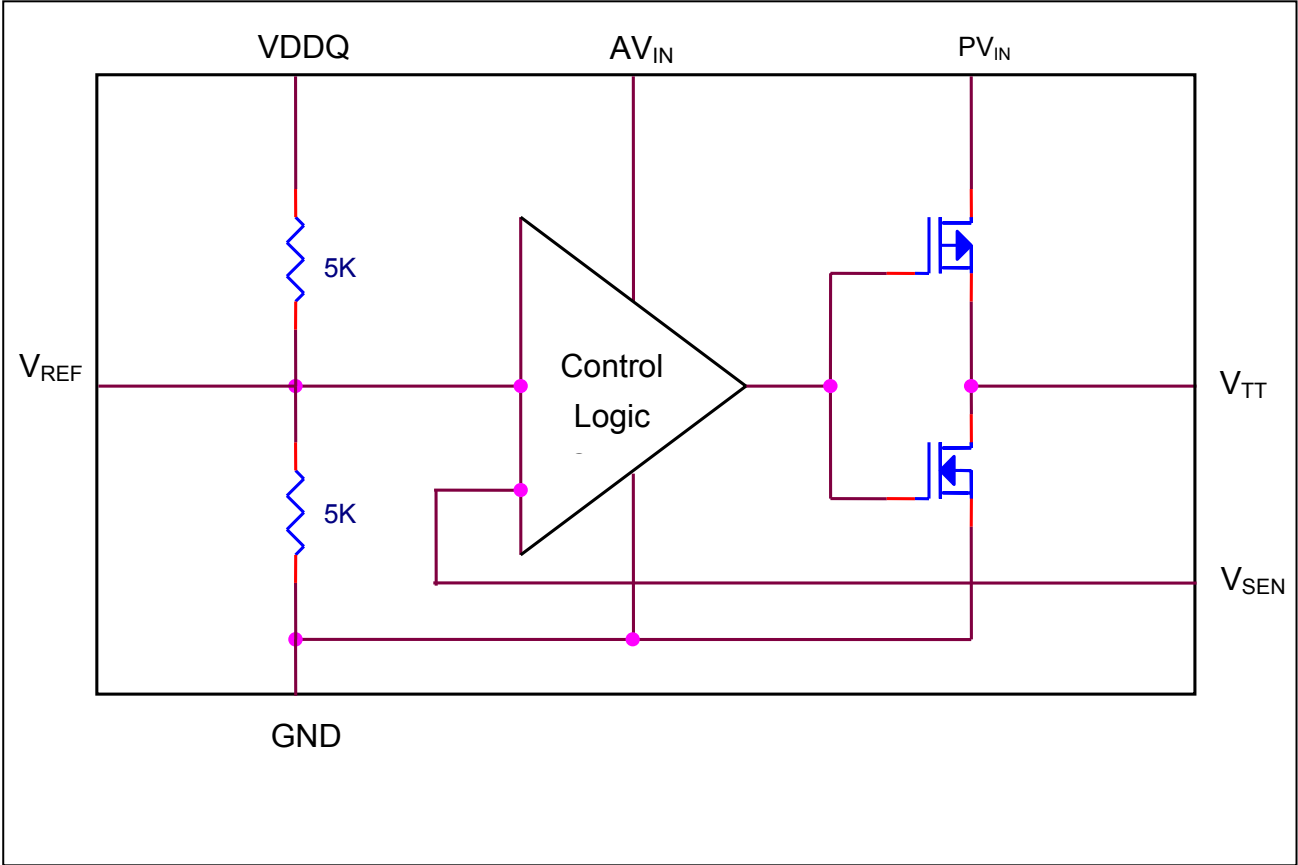 VDDQ
AVIN
PVIN
5K
VREF
Control
Logic
VTT
5K
VSEN
GND